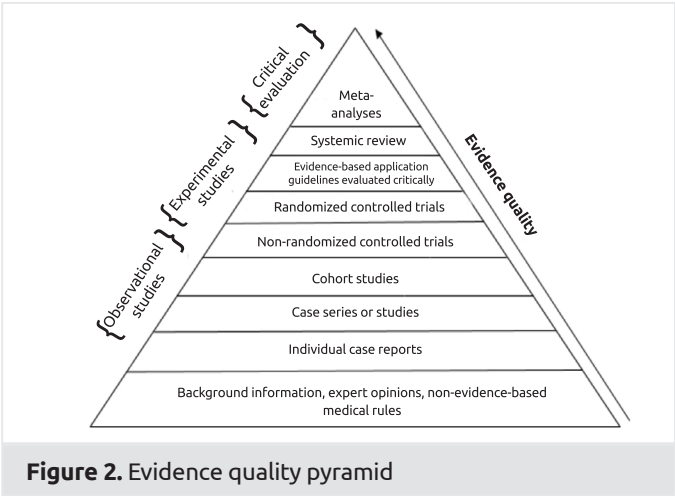 Critical
evaluation
Experimental
studies
Observational
studies
Meta-
analyses
Systemic review
Evidence-based application
guidelines evaluated critically
Randomized controlled trials
Non-randomized controlled trials
Cohort studies
Case series or studies
Individual case reports
Background information, expert opinions, non-evidence-based
medical rules
Evidence quality
Figure 2. Evidence quality pyramid